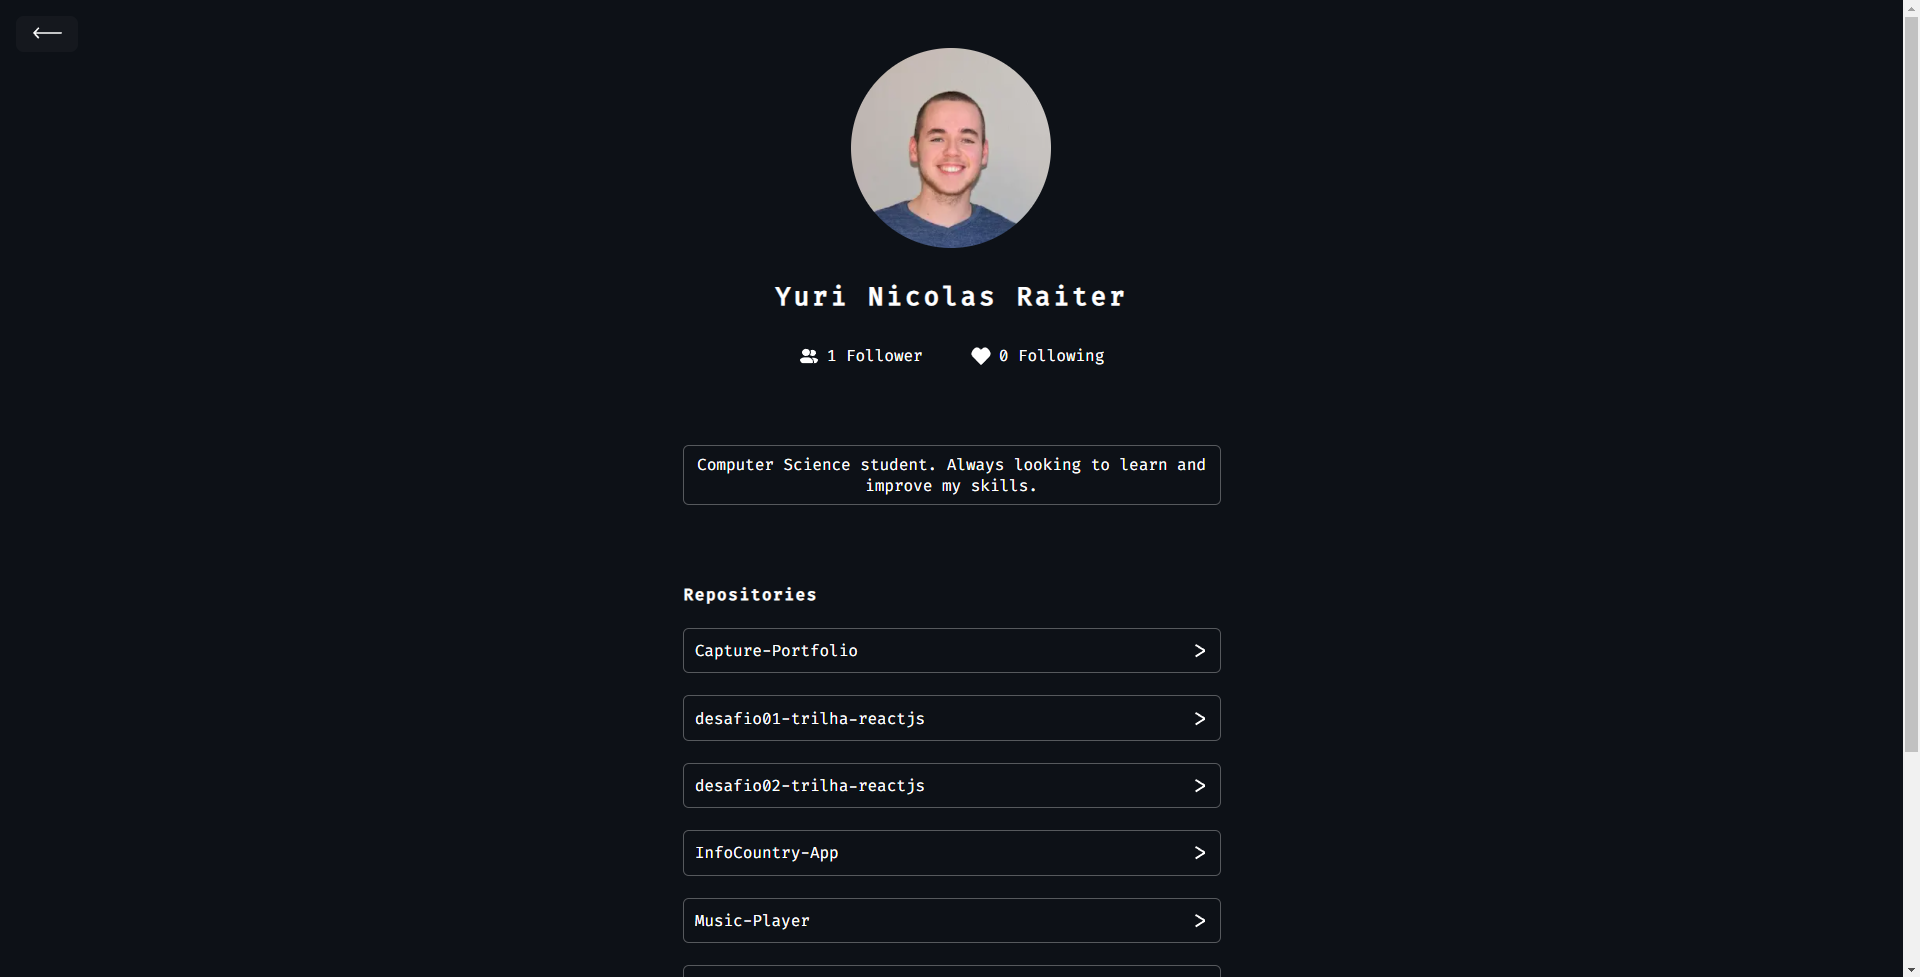 Yuri Nicolas Raiter
1 Follower
0 Following
Computer Science student. Always looking to learn and
improve my skills.
Repositories
Capture-Portfolio
desafio01-trilha-reactjs
desafio02-trilha-reactjs
InfoCountry-App
Music-Player